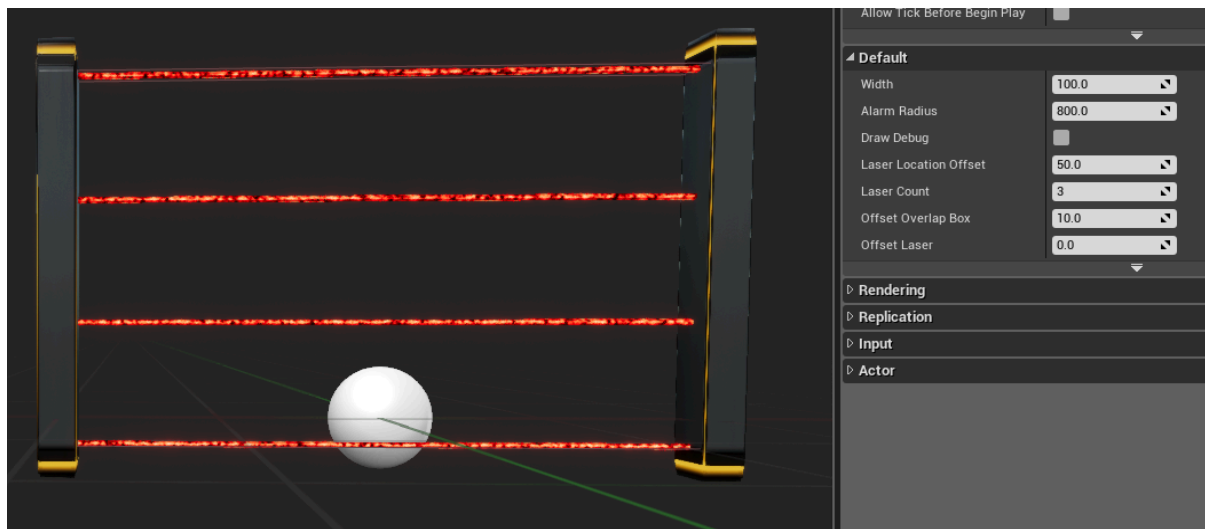 Allow Tick Before Begin Play
Default
Width 100.0
Alarm Radius 800.0
Draw Debug
Laser Location Offset 50.0
Laser Count 3
Offset Overlap Box 10.0
Offset Laser 0.0
Rendering
Replication
Input
Actor